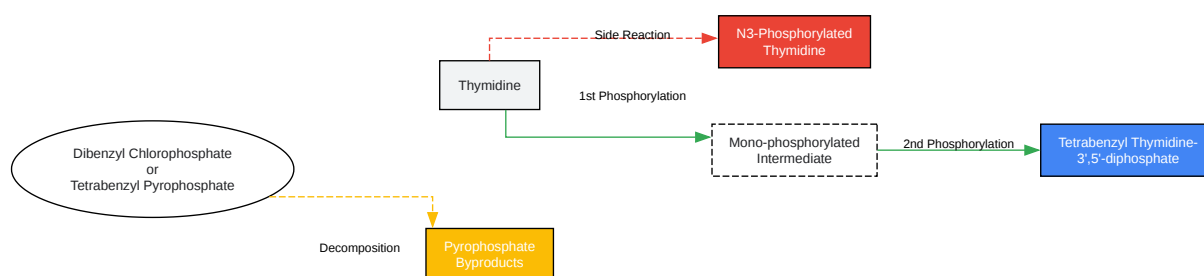 Side Reaction
N3-Phosphorylated
Thymidine
Thymidine
1st Phosphorylation
Mono-phosphorylated
Intermediate
2nd Phosphorylation
Tetrabenzyl Thymidine-
3',5'-diphosphate
Dibenzyl Chlorophosphate
or
Tetrabenzyl Pyrophosphate
Decomposition
Pyrophosphate
Byproducts